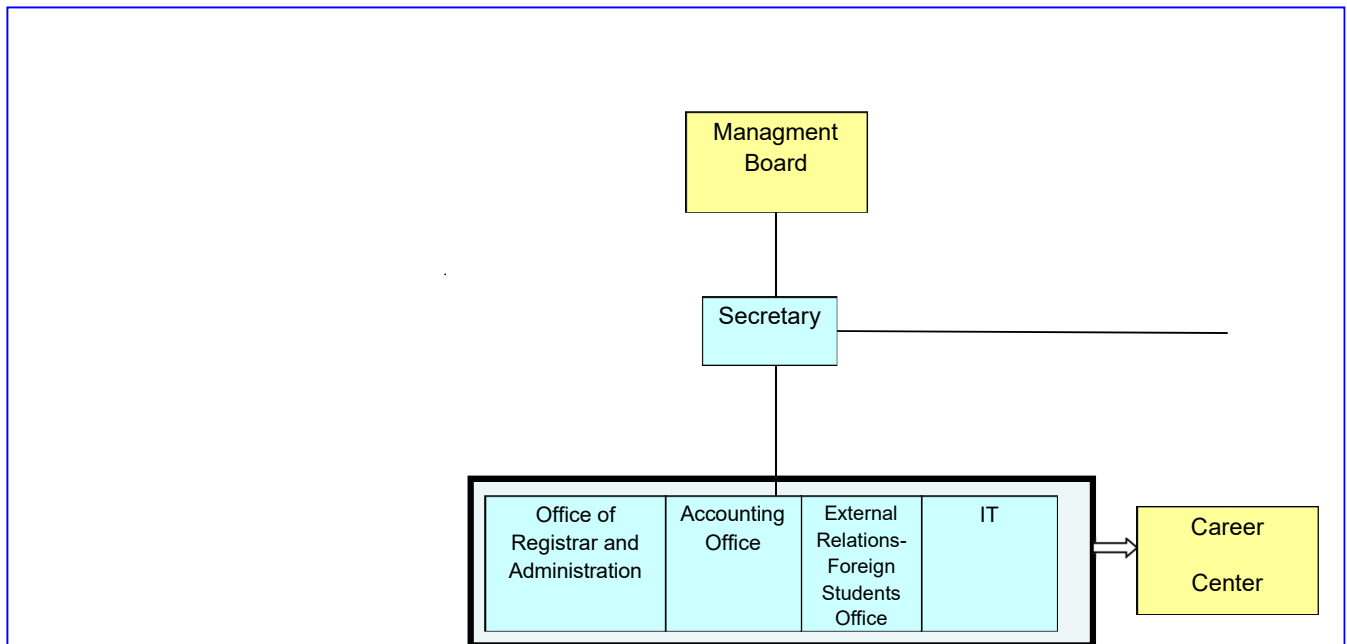 Managment
Board
Secretary
Office of
Registrar and
Administration
Accounting
Office
External
Relations-
Foreign
Students
Office
IT
Career
Center